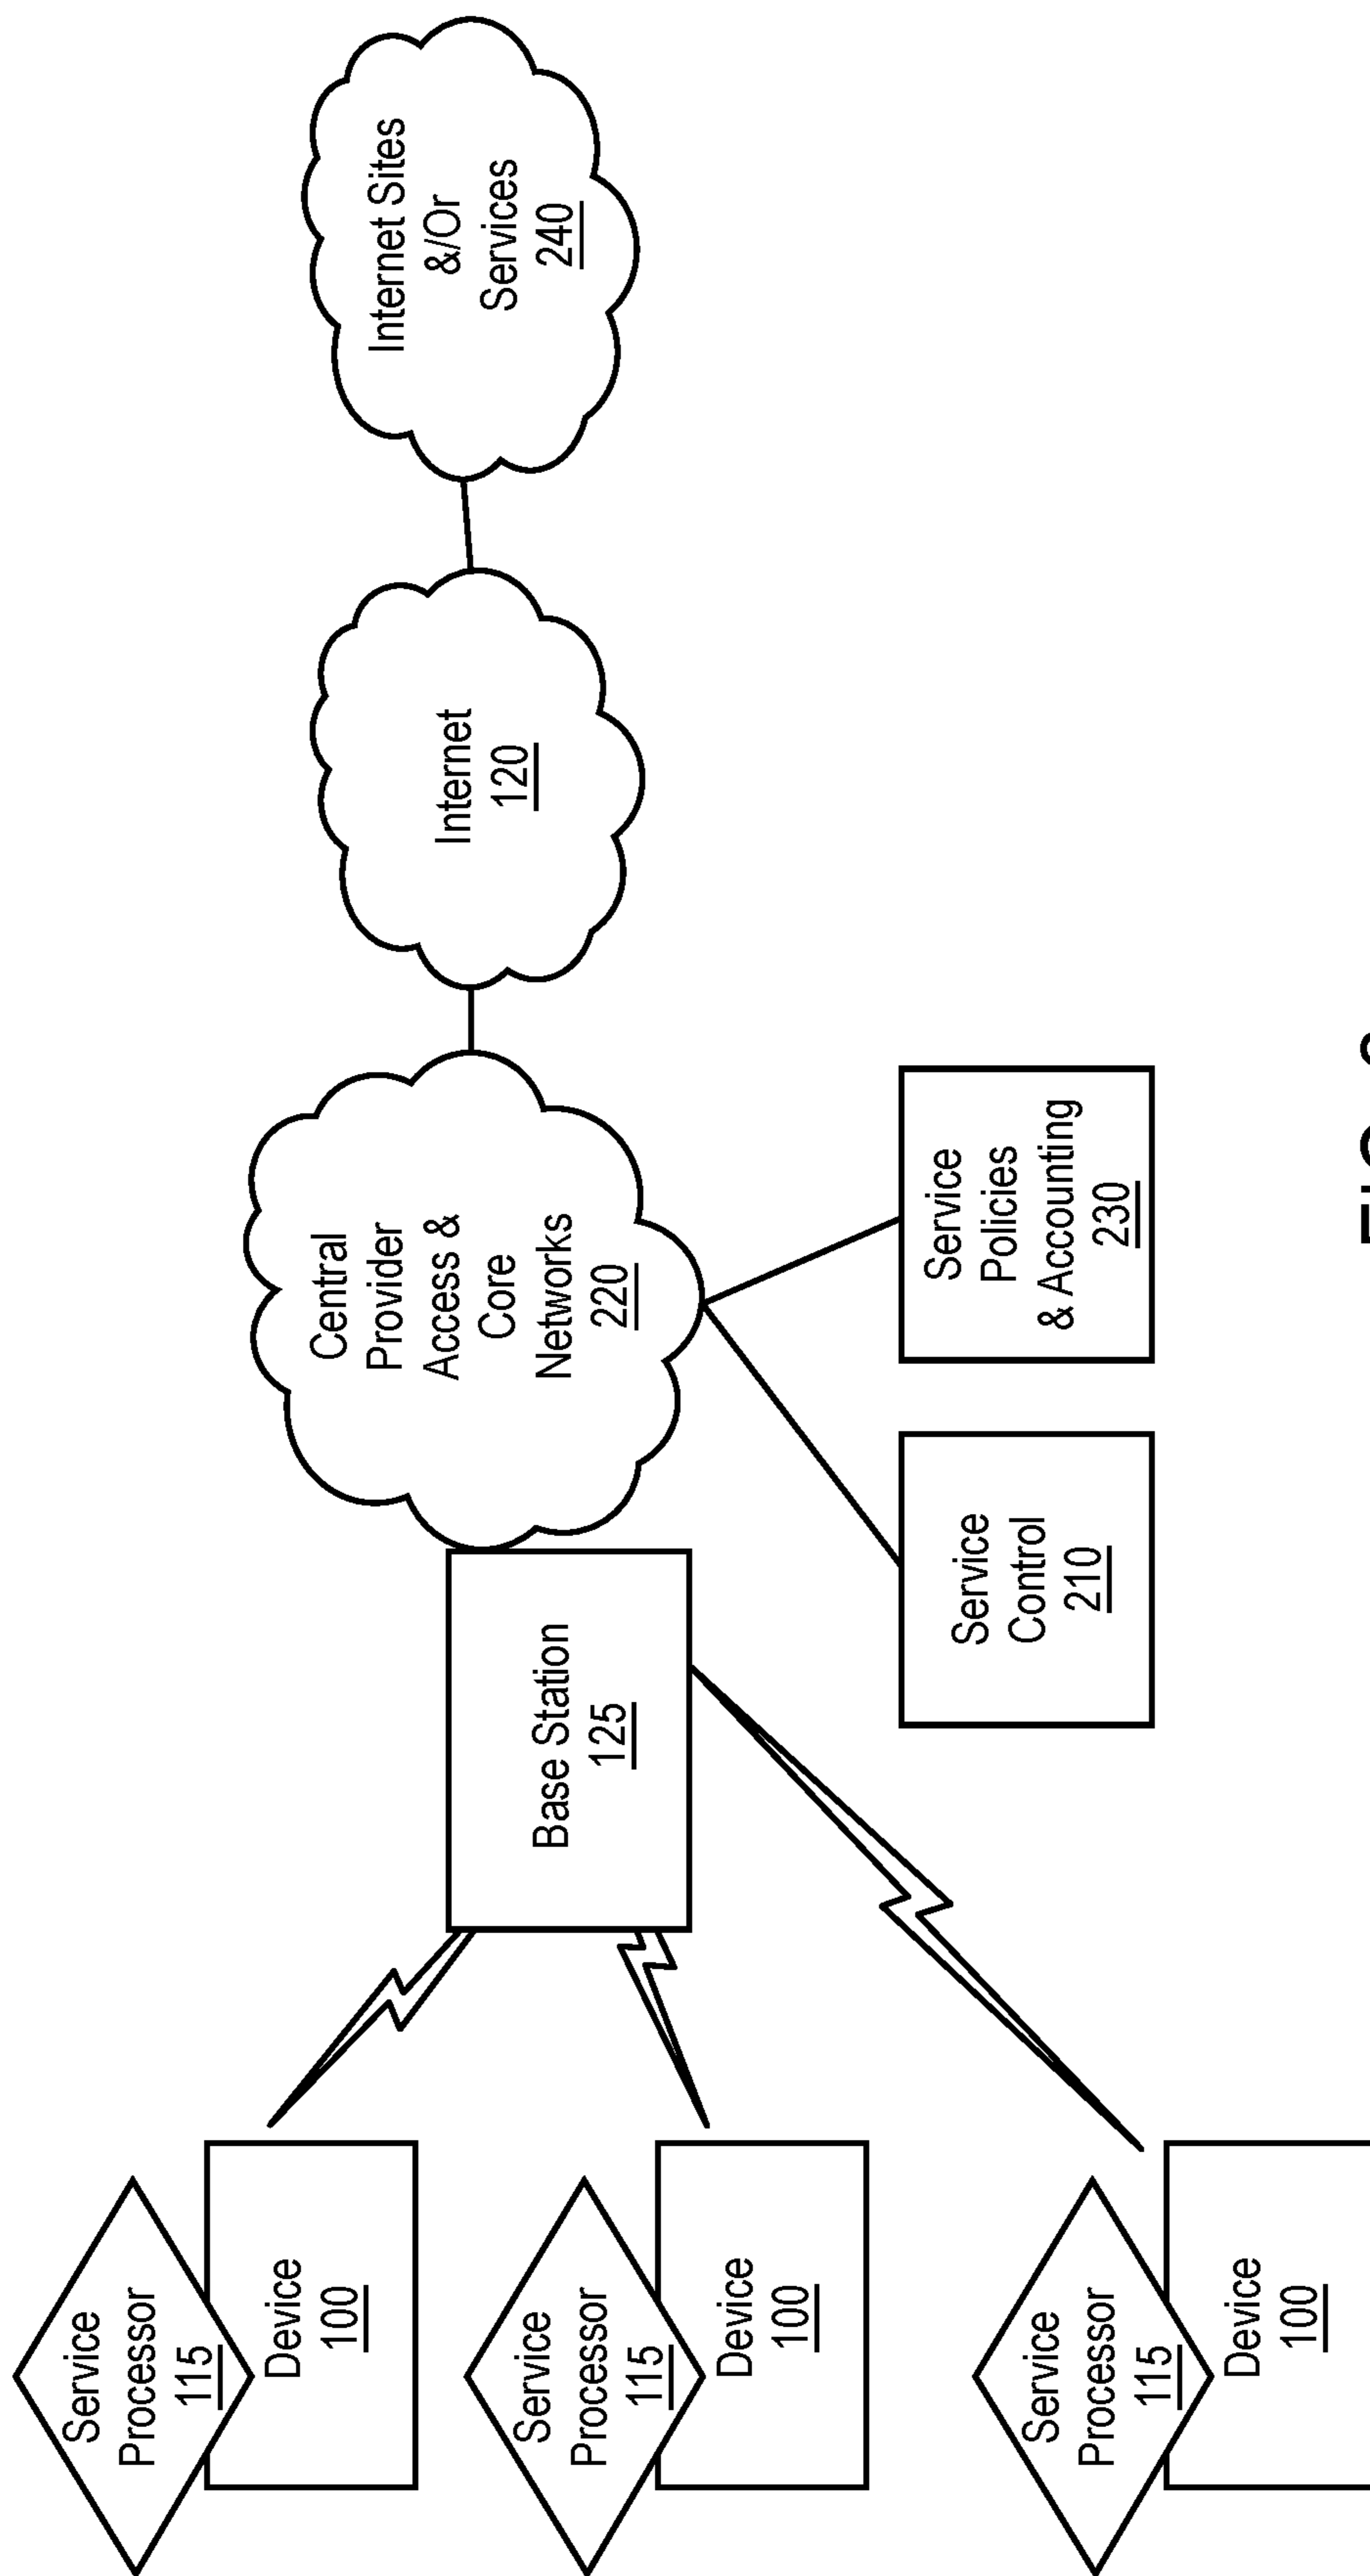 Service
Processor
115
Device
100
Service
Processor
115
Device
100
Service
Processor
115
Device
100
Base Station
125
Central
Provider
Access &
Core
Networks
220
Service
Control
210
Service
Policies
& Accounting
230
Internet
120
Internet Sites
&/Or
Services
240